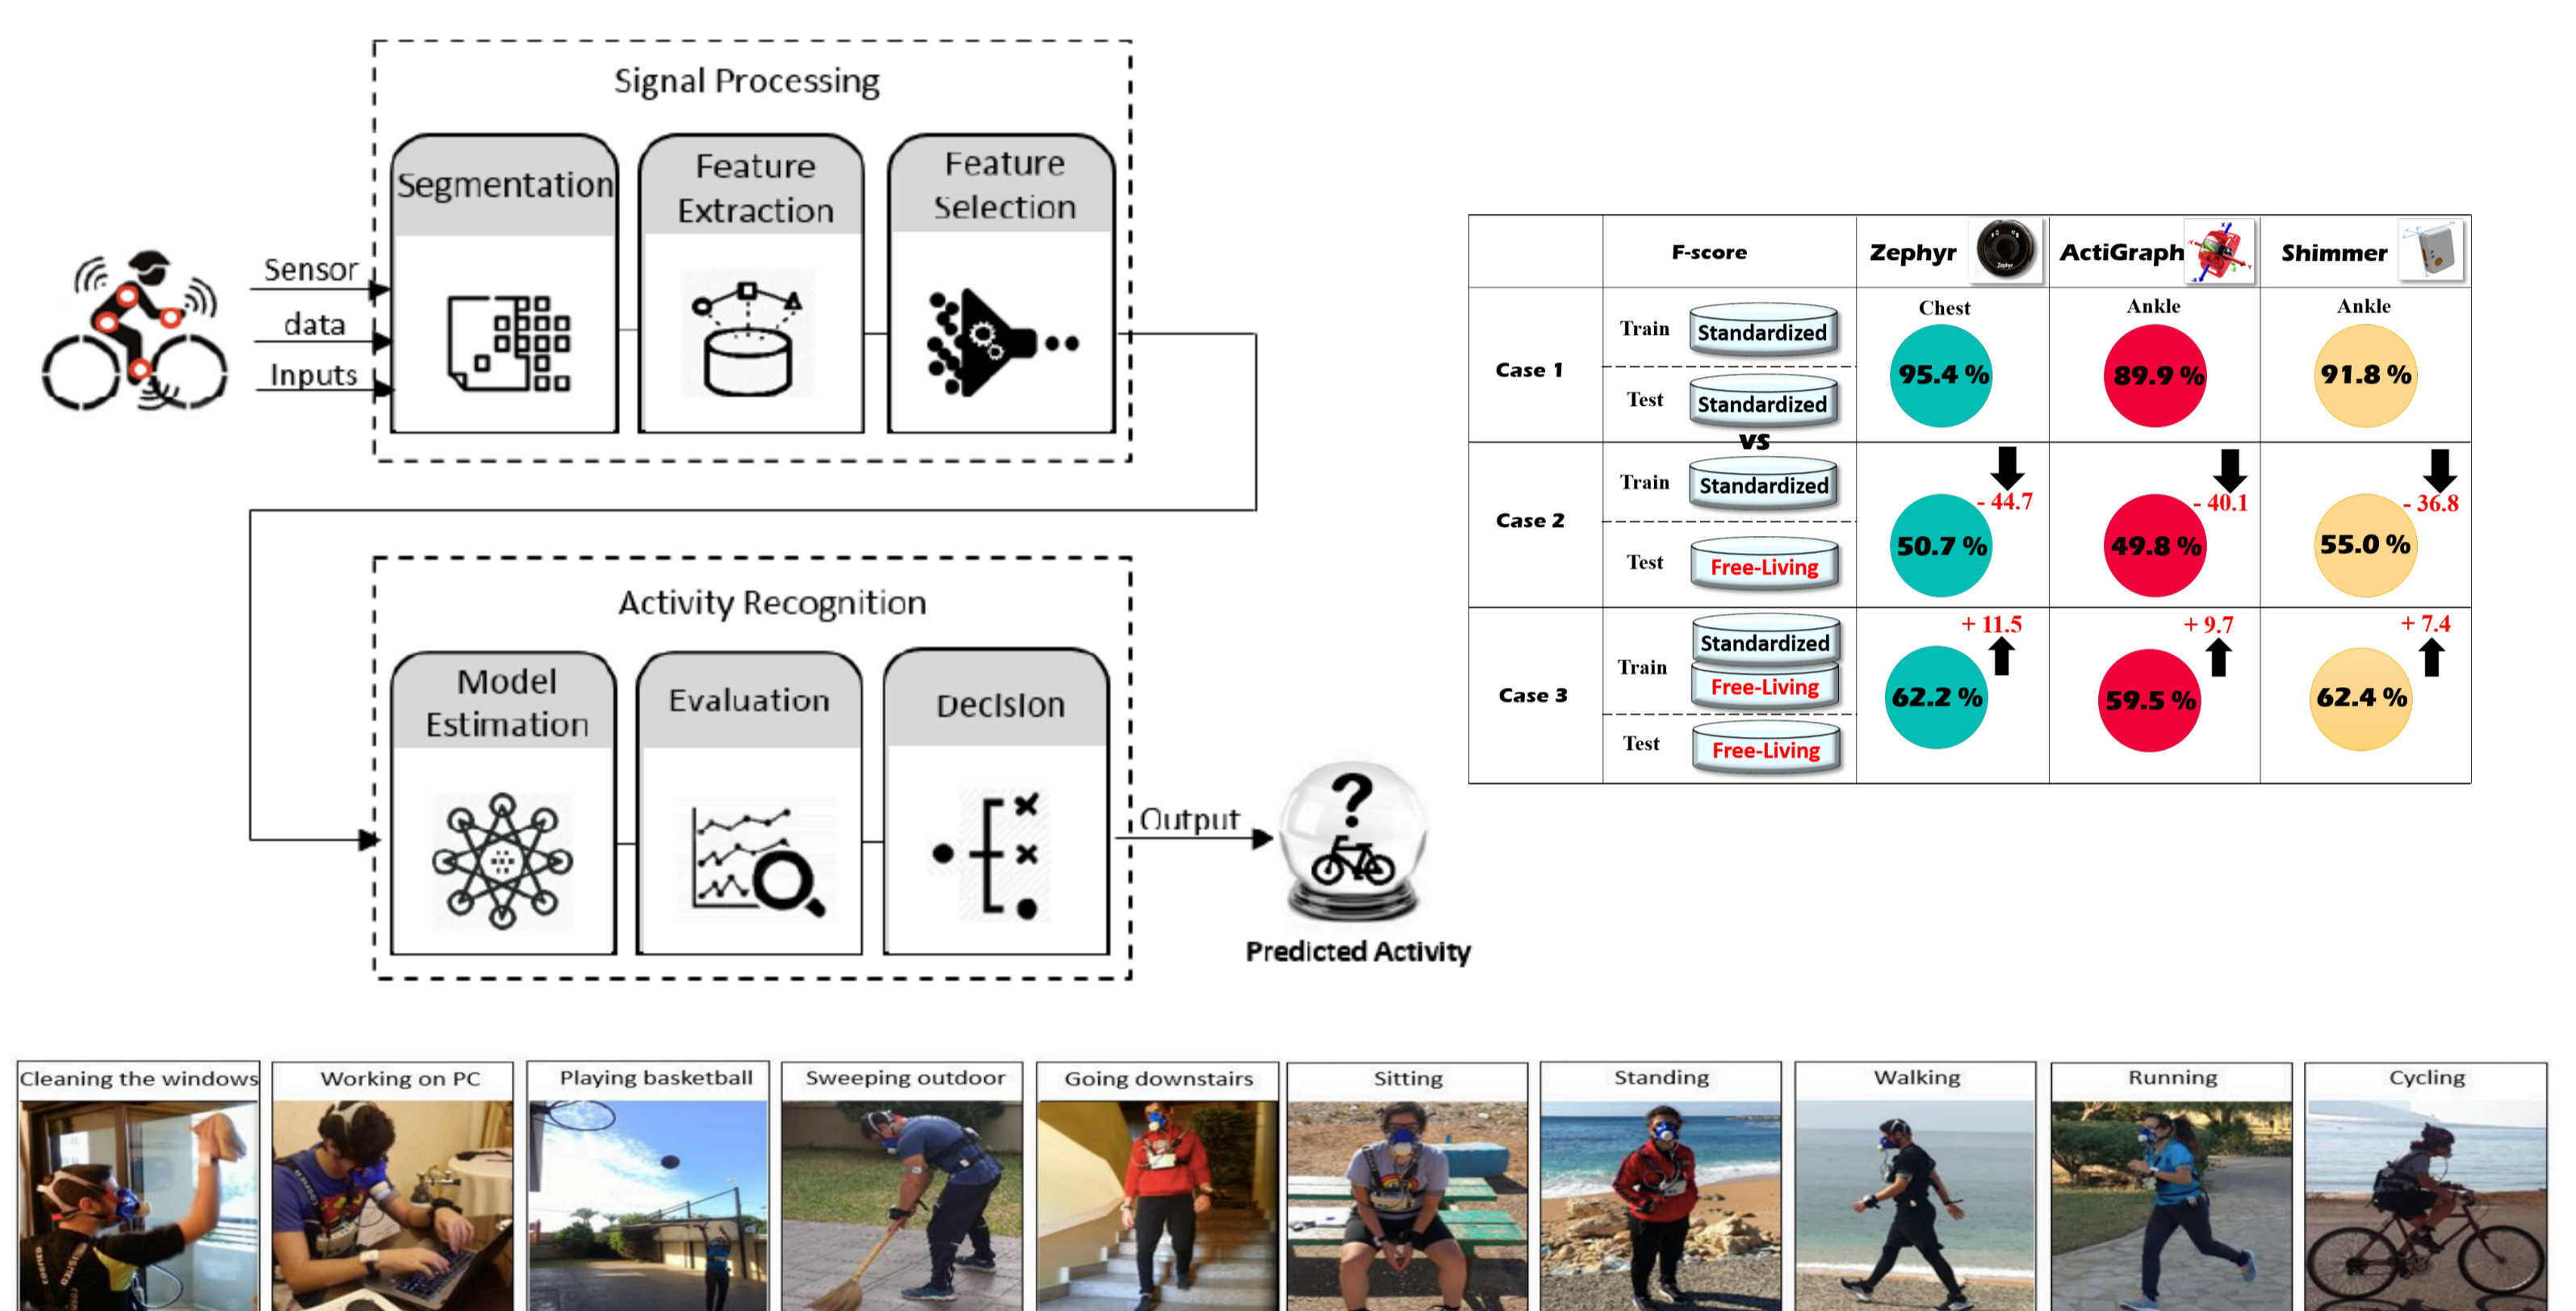 Signal Processing
Segmentation
Feature
Extraction
Feature
Selection
Sensor
data
Inputs
Activity Recognition
Model
Estimation
Evaluation
Decision
Output
Predicted Activity
F-score
Zephyr
ActiGraph
Shimmer
Case 1
Train
Standardized
Test
Standardized
Chest
95.4 %
Ankle
89.9 %
Ankle
91.8 %
vs
Case 2
Train
Standardized
Test
Free-Living
- 44.7
50.7 %
- 40.1
49.8 %
- 36.8
55.0 %
Case 3
Train
Standardized
Free-Living
Test
Free-Living
+ 11.5
62.2 %
+ 9.7
59.5 %
+ 7.4
62.4 %
Cleaning the windows
Working on PC
Playing basketball
Sweeping outdoor
Going downstairs
Sitting
Standing
Walking
Running
Cycling